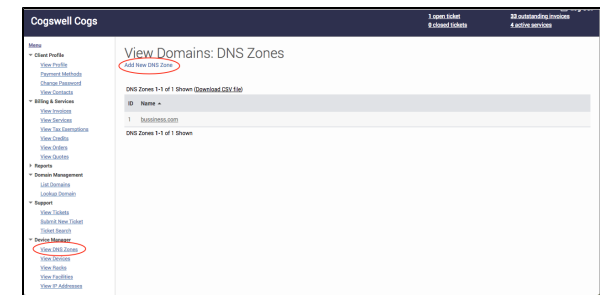 Cogswell Cogs
1 open ticket
0 closed tickets
33 outstanding invoices
4 active services
Menu
Client Profile
View Profile
Payment Methods
Change Password
View Contacts
Billing & Services
View Invoices
View Services
View Tax Exemptions
View Credits
View Orders
View Quotes
Reports
Domain Management
List Domains
Lookup Domain
Support
View Tickets
Submit New Ticket
Ticket Search
Device Manager
View DNS Zones
View Devices
View Racks
View Facilities
View IP Addresses
View Domains: DNS Zones
Add New DNS Zone
DNS Zones 1-1 of 1 Shown (Download CSV file)
ID Name
1 bussiness.com
DNS Zones 1-1 of 1 Shown